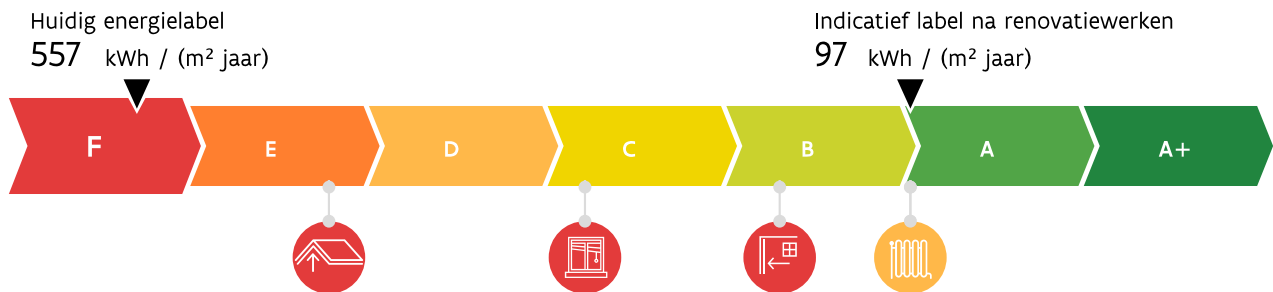 Huidig energielabel
557 kWh / (m² jaar)
Indicatief label na renovatiewerken
97 kWh / (m² jaar)
F E D C B A A+